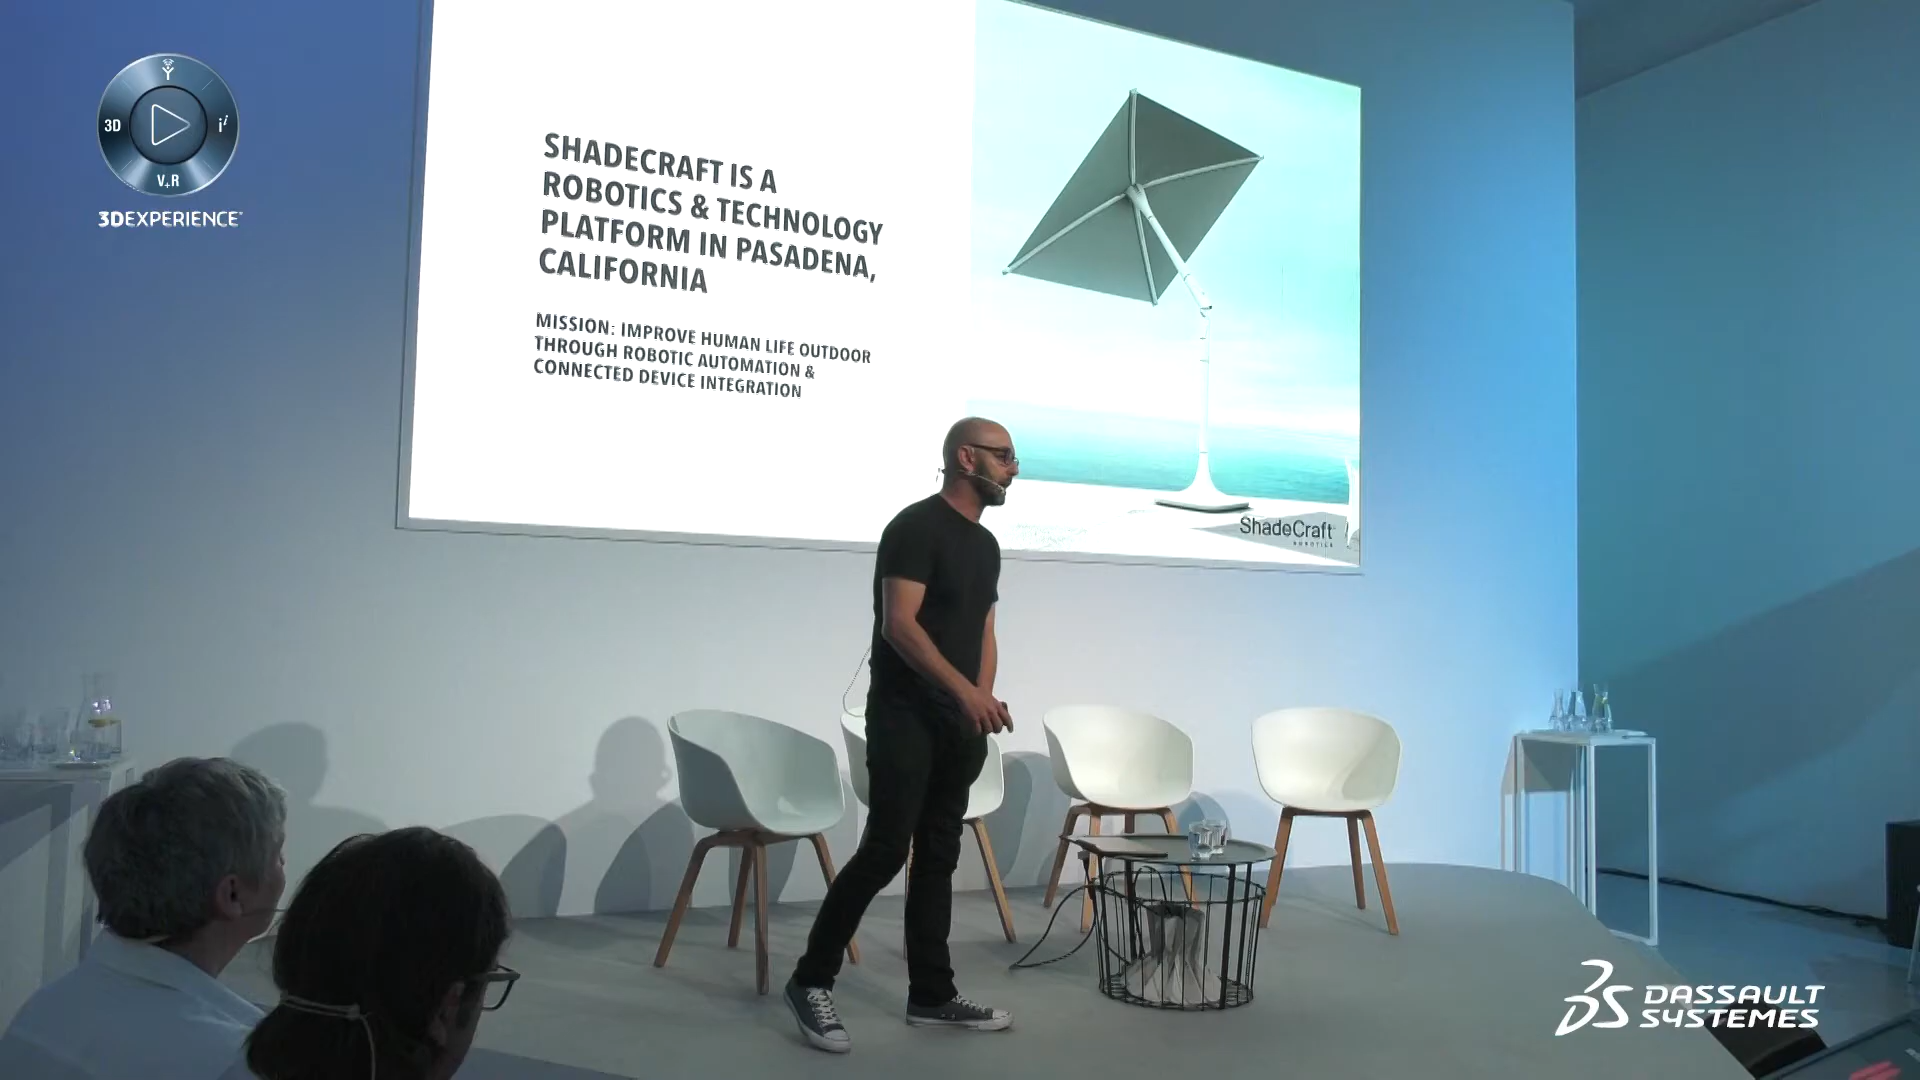 3D
i
V+R
3DEXPERIENCE
SHADECRAFT IS A
ROBOTICS & TECHNOLOGY
PLATFORM IN PASADENA,
CALIFORNIA
MISSION: IMPROVE HUMAN LIFE OUTDOOR
THROUGH ROBOTIC AUTOMATION &
CONNECTED DEVICE INTEGRATION
ShadeCraft
ROBOTICS
DASSAULT
SYSTEMES